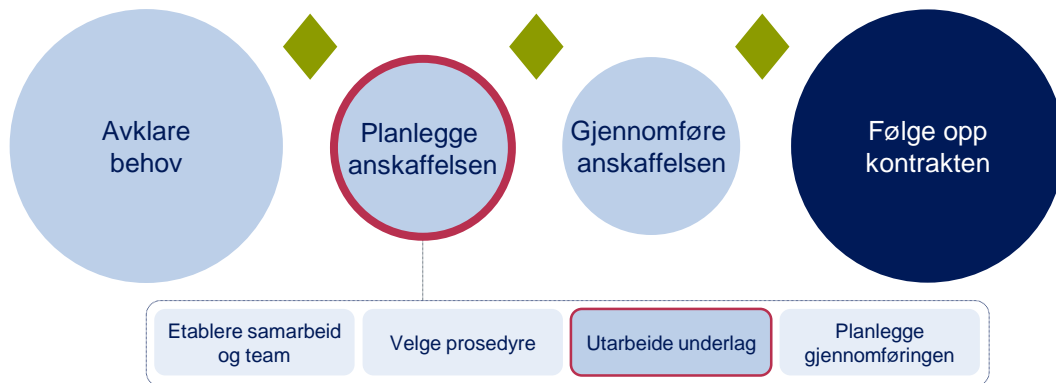 Avklare
behov
Planlegge
anskaffelsen
Gjennomføre
anskaffelsen
Følge opp
kontrakten
Etablere samarbeid
og team
Velge prosedyre
Utarbeide underlag
Planlegge
gjennomføringen